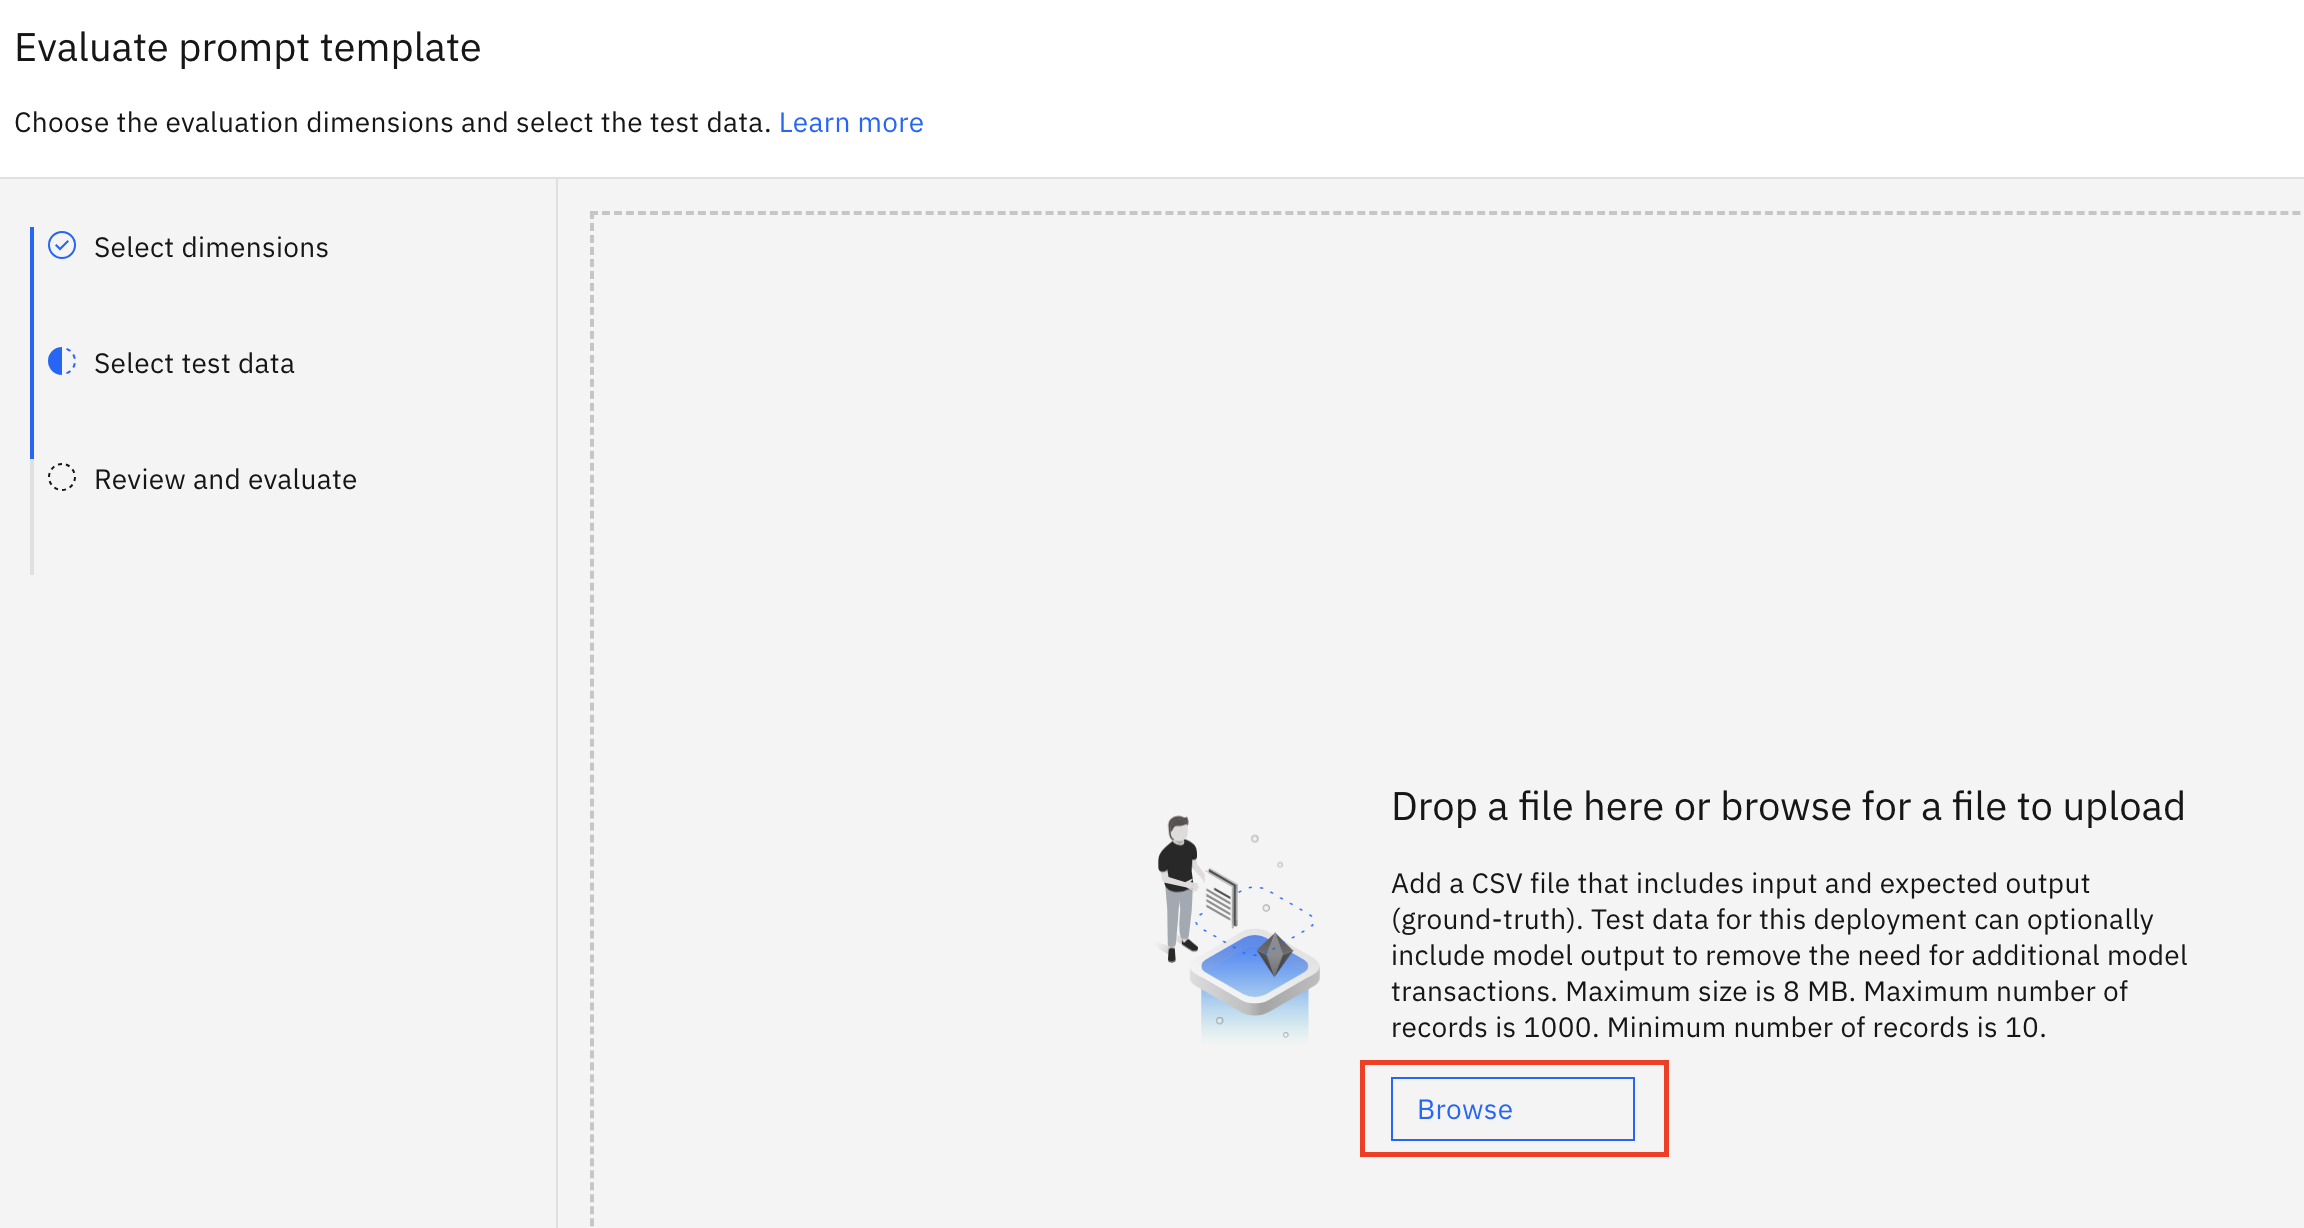 Evaluate prompt template
Choose the evaluation dimensions and select the test data. Learn more
Select dimensions
Select test data
Review and evaluate
Drop a file here or browse for a file to upload
Add a CSV file that includes input and expected output
(ground-truth). Test data for this deployment can optionally
include model output to remove the need for additional model
transactions. Maximum size is 8 MB. Maximum number of
records is 1000. Minimum number of records is 10.
Browse